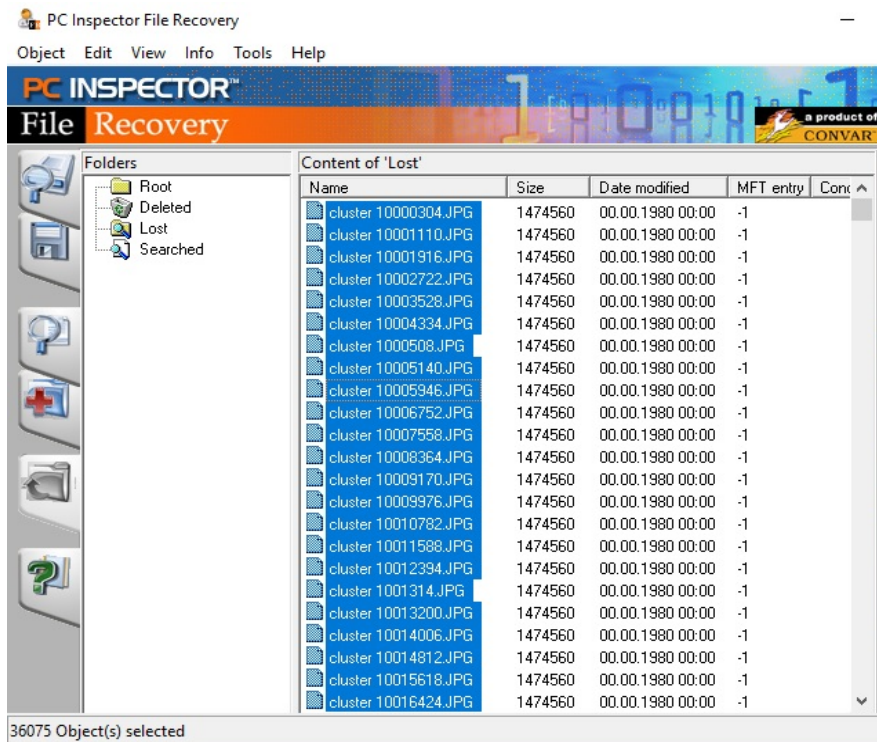 PC Inspector File Recovery
Object Edit View Info Tools Help
PC INSPECTOR™
File Recovery
a product of
CONVAR
Folders
Root
Deleted
Lost
Searched
Content of 'Lost'
Name Size Date modified MFT entry Conc
cluster 10000304.JPG 1474560 00.00.1980 00:00 -1
cluster 10001110.JPG 1474560 00.00.1980 00:00 -1
cluster 10001916.JPG 1474560 00.00.1980 00:00 -1
cluster 10002722.JPG 1474560 00.00.1980 00:00 -1
cluster 10003528.JPG 1474560 00.00.1980 00:00 -1
cluster 10004334.JPG 1474560 00.00.1980 00:00 -1
cluster 1000508.JPG 1474560 00.00.1980 00:00 -1
cluster 10005140.JPG 1474560 00.00.1980 00:00 -1
cluster 10005946.JPG 1474560 00.00.1980 00:00 -1
cluster 10006752.JPG 1474560 00.00.1980 00:00 -1
cluster 10007558.JPG 1474560 00.00.1980 00:00 -1
cluster 10008364.JPG 1474560 00.00.1980 00:00 -1
cluster 10009170.JPG 1474560 00.00.1980 00:00 -1
cluster 10009976.JPG 1474560 00.00.1980 00:00 -1
cluster 10010782.JPG 1474560 00.00.1980 00:00 -1
cluster 10011588.JPG 1474560 00.00.1980 00:00 -1
cluster 10012394.JPG 1474560 00.00.1980 00:00 -1
cluster 1001314.JPG 1474560 00.00.1980 00:00 -1
cluster 10013200.JPG 1474560 00.00.1980 00:00 -1
cluster 10014006.JPG 1474560 00.00.1980 00:00 -1
cluster 10014812.JPG 1474560 00.00.1980 00:00 -1
cluster 10015618.JPG 1474560 00.00.1980 00:00 -1
cluster 10016424.JPG 1474560 00.00.1980 00:00 -1
36075 Object(s) selected